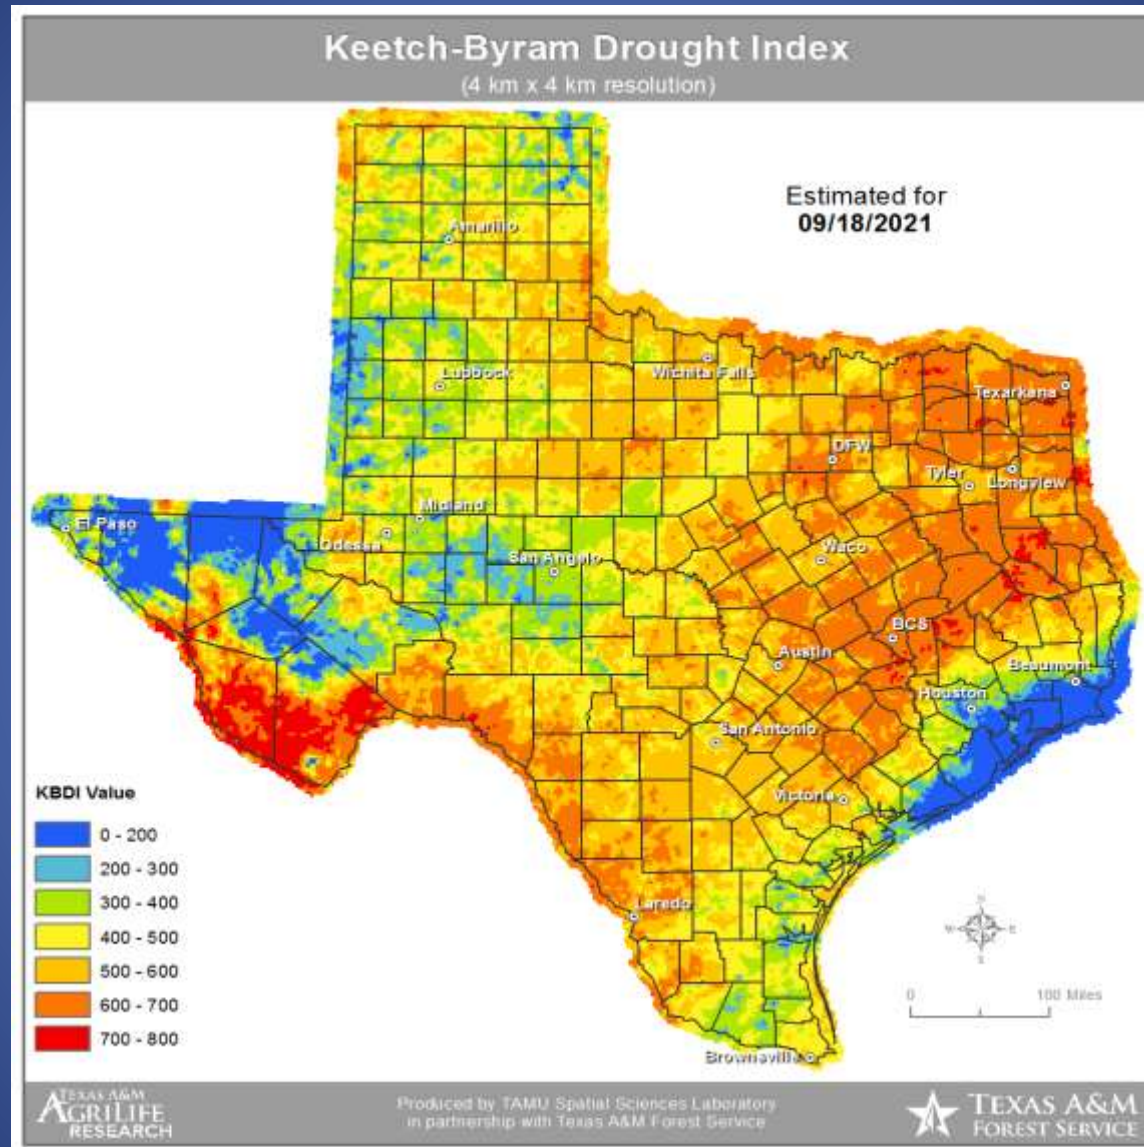 Keetch-Byram Drought Index
(4 km x 4 km resolution)
Estimated for
09/18/2021
Amarillo
Lubbock
Wichita Falls
Texarkana
DFW
Tyler
Longview
Midland
El Paso
Odessa
San Angelo
Waco
BCS
Austin
Beaumont
Houston
San Antonio
Victoria
Laredo
Brownsville
KBDI Value
0 - 200
200 - 300
300 - 400
400 - 500
500 - 600
600 - 700
700 - 800
N
W E
S
0 100 Miles
TEXAS A&M
AGRILIFE
RESEARCH
Produced by TAMU Spatial Sciences Laboratory
in partnership with Texas A&M Forest Service
TEXAS A&M
FOREST SERVICE